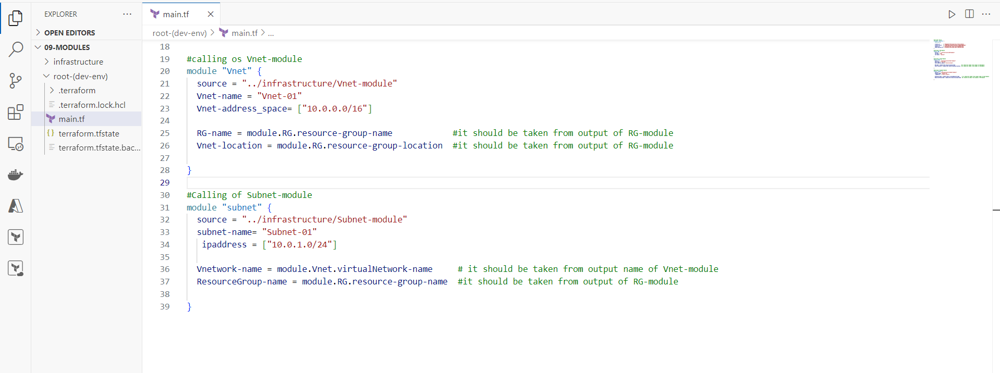 EXPLORER
OPEN EDITORS
09-MODULES
infrastructure
root-(dev-env)
.terraform
.terraform.lock.hcl
main.tf
terraform.tfstate
terraform.tfstate.bac...
main.tf
root-(dev-env) > main.tf > ...
18
19 #calling os Vnet-module
20 module "Vnet" {
21 source = "../infrastructure/Vnet-module"
22 Vnet-name = "Vnet-01"
23 Vnet-address_space= ["10.0.0.0/16"]
24
25 RG-name = module.RG.resource-group-name #it should be taken from output of RG-module
26 Vnet-location = module.RG.resource-group-location #it should be taken from output of RG-module
27
28 }
29
30 #Calling of Subnet-module
31 module "subnet" {
32 source = "../infrastructure/Subnet-module"
33 subnet-name= "Subnet-01"
34 ipaddress = ["10.0.1.0/24"]
35
36 Vnetwork-name = module.Vnet.virtualNetwork-name # it should be taken from output name of Vnet-module
37 ResourceGroup-name = module.RG.resource-group-name #it should be taken from output of RG-module
38
39 }